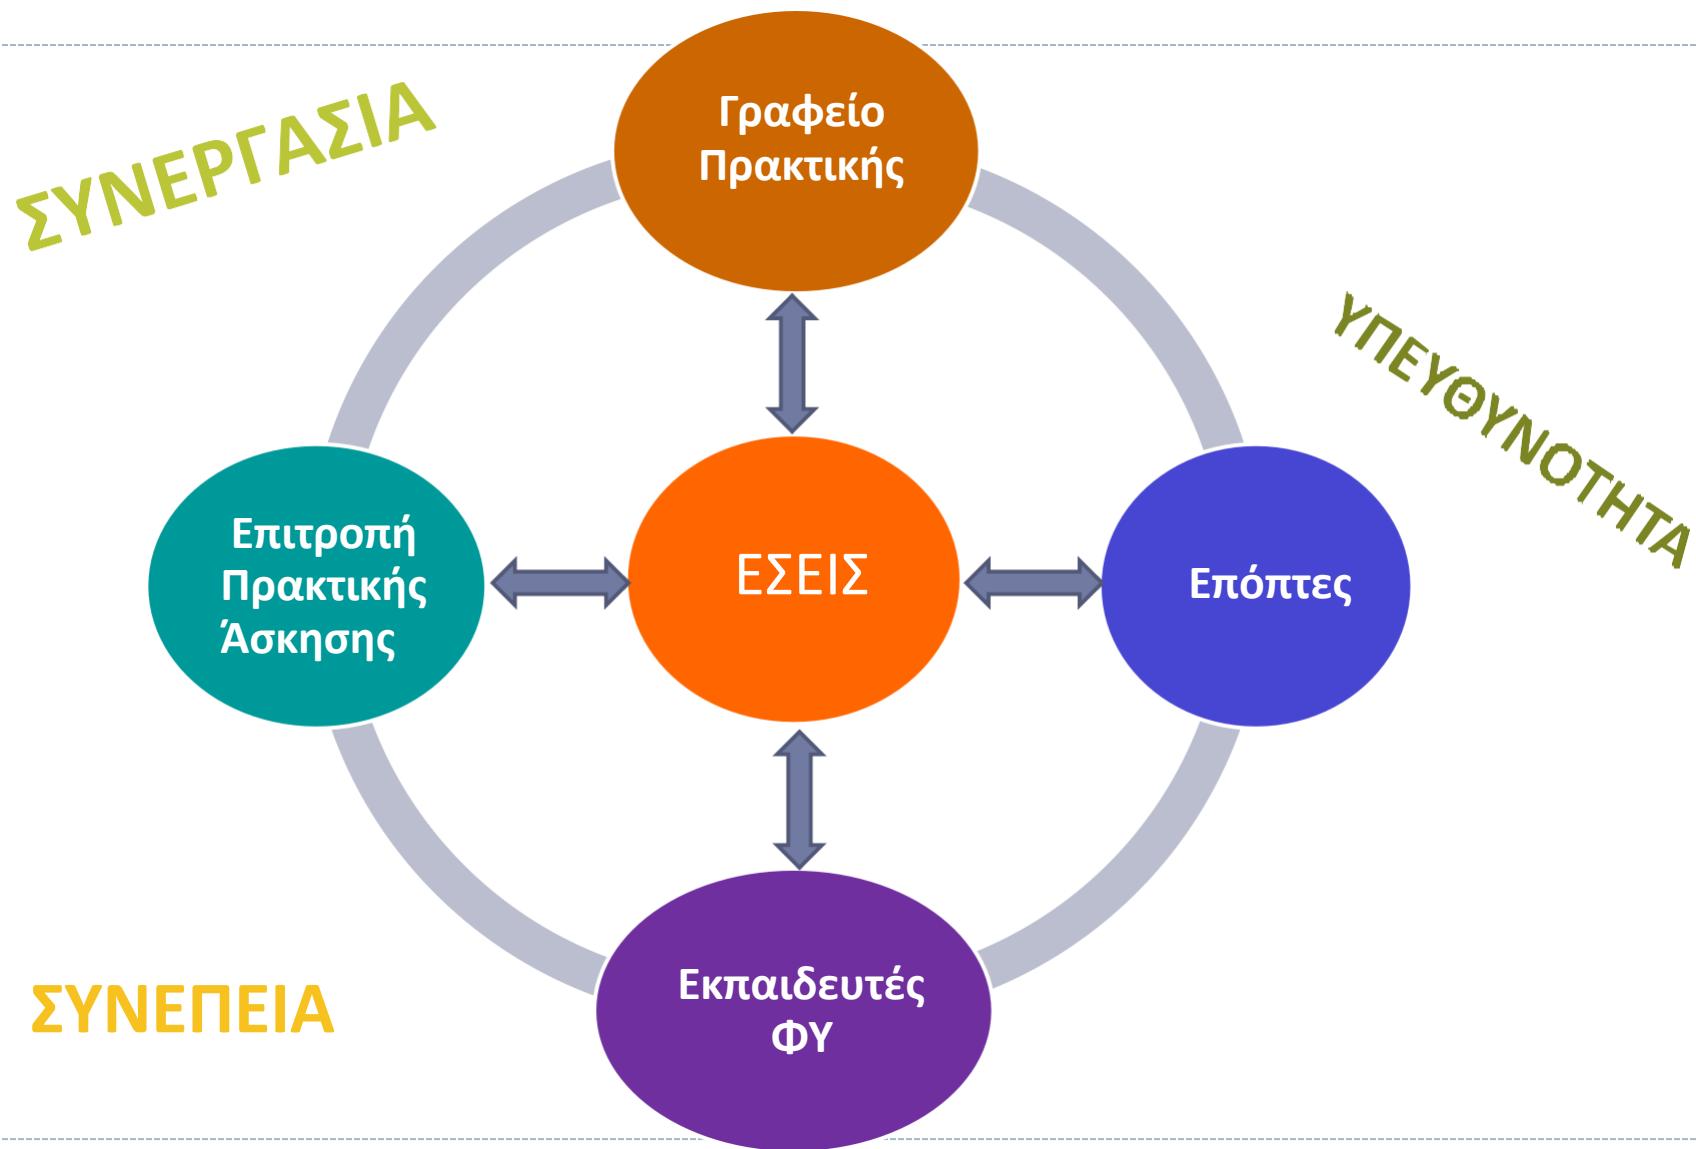 ΣΥΝΕΡΓΑΣΙΑ
Γραφείο
Πρακτικής
ΥΠΕΥΘΥΝΟΤΗΤΑ
Επιτροπή
Πρακτικής
Άσκησης
ΕΣΕΙΣ
Επόπτες
ΣΥΝΕΠΕΙΑ
Εκπαιδευτές
ΦΥ